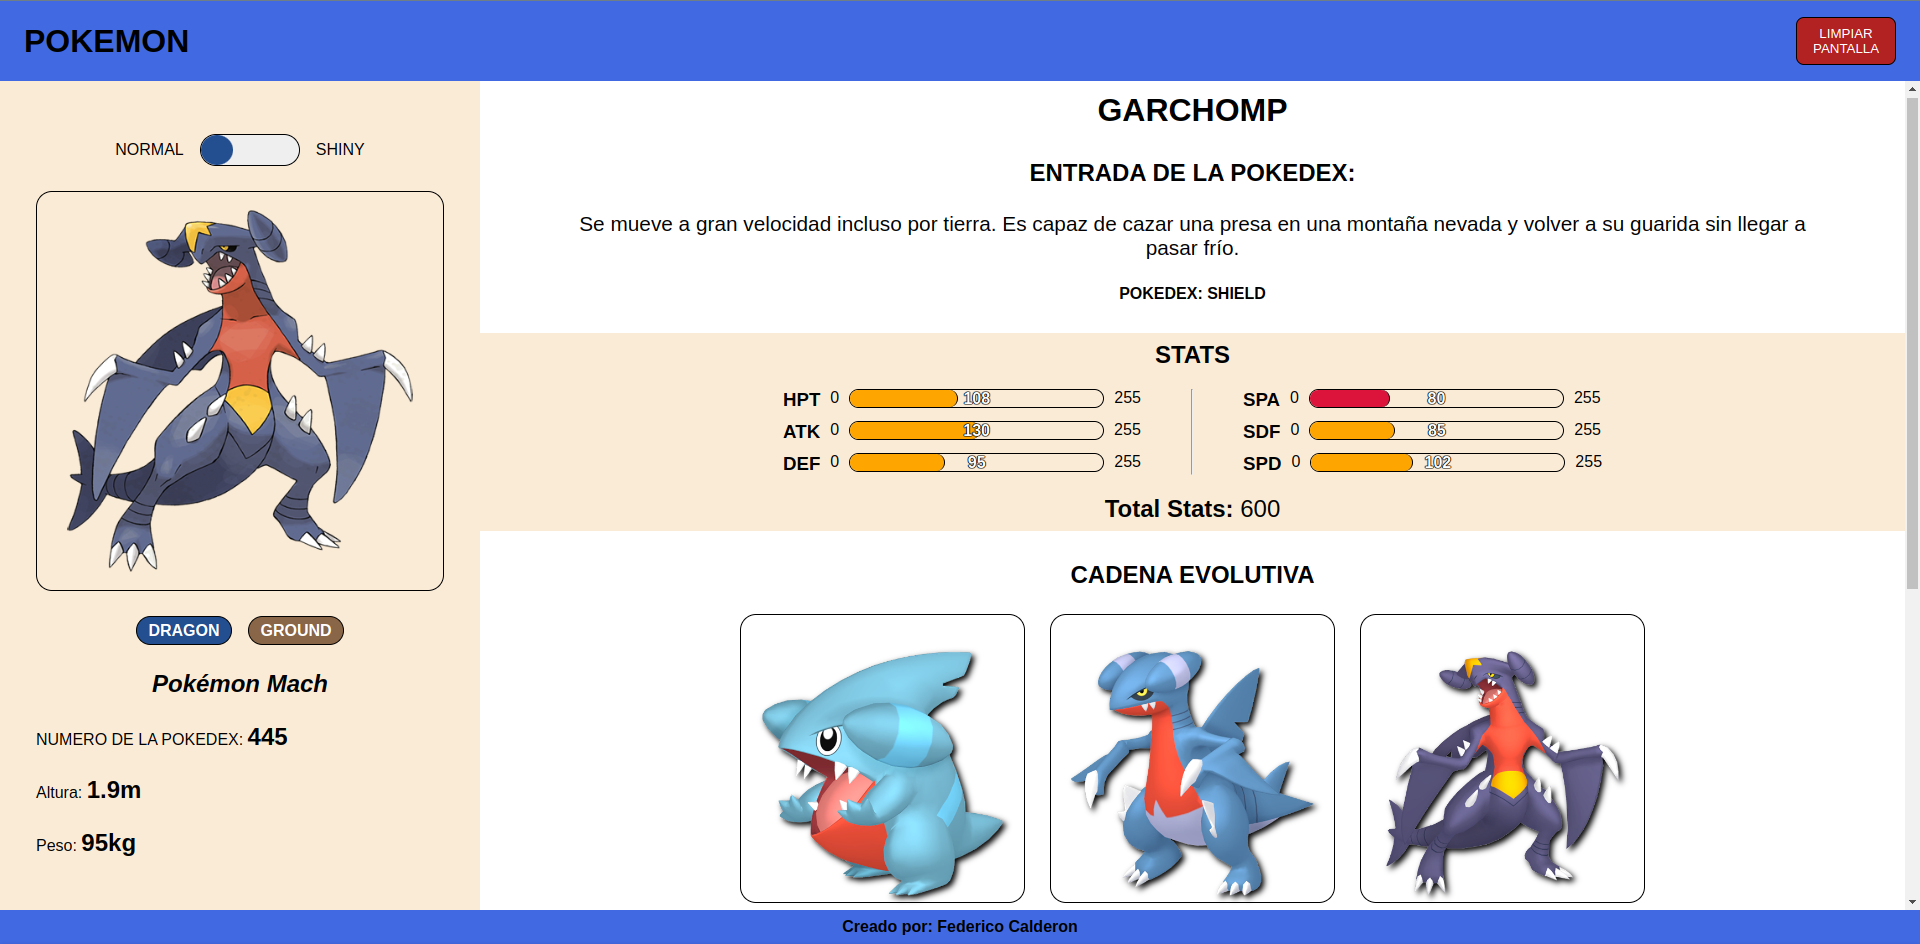 POKEMON
LIMPIAR
PANTALLA
NORMAL SHINY
DRAGON GROUND
Pokémon Mach
NUMERO DE LA POKEDEX: 445
Altura: 1.9m
Peso: 95kg
GARCHOMP
ENTRADA DE LA POKEDEX:
Se mueve a gran velocidad incluso por tierra. Es capaz de cazar una presa en una montaña nevada y volver a su guarida sin llegar a
pasar frío.
POKEDEX: SHIELD
STATS
HPT 0 108 255
ATK 0 130 255
DEF 0 95 255
SPA 0 80 255
SDF 0 85 255
SPD 0 102 255
Total Stats: 600
CADENA EVOLUTIVA
Creado por: Federico Calderon